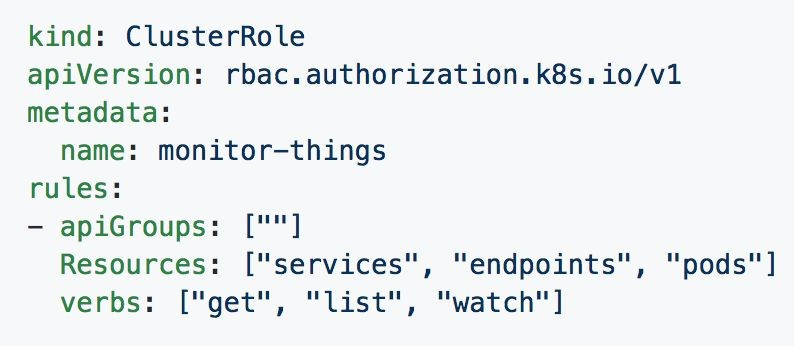 kind: ClusterRole
apiVersion: rbac.authorization.k8s.io/v1
metadata:
  name: monitor-things
rules:
- apiGroups: [""]
  Resources: ["services", "endpoints", "pods"]
  verbs: ["get", "list", "watch"]